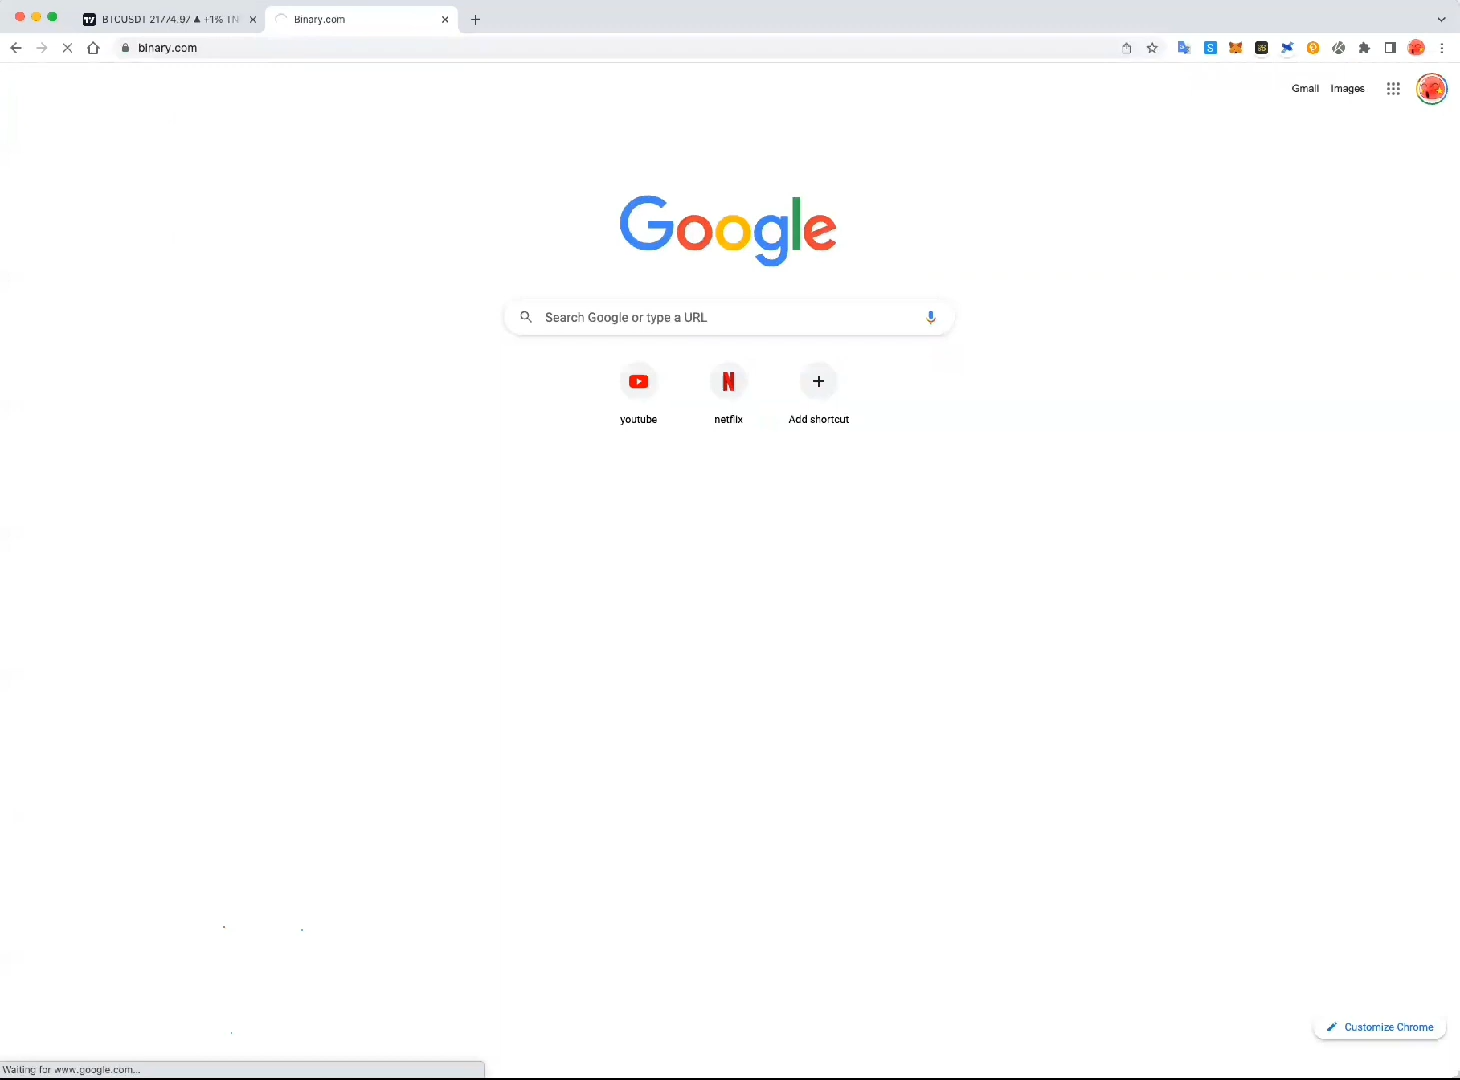 BTCUSDT 21774.97 ▲ +1%
Binary.com
binary.com
Gmail Images
Google
Search Google or type a URL
youtube netflix Add shortcut
Customize Chrome
Waiting for www.google.com...